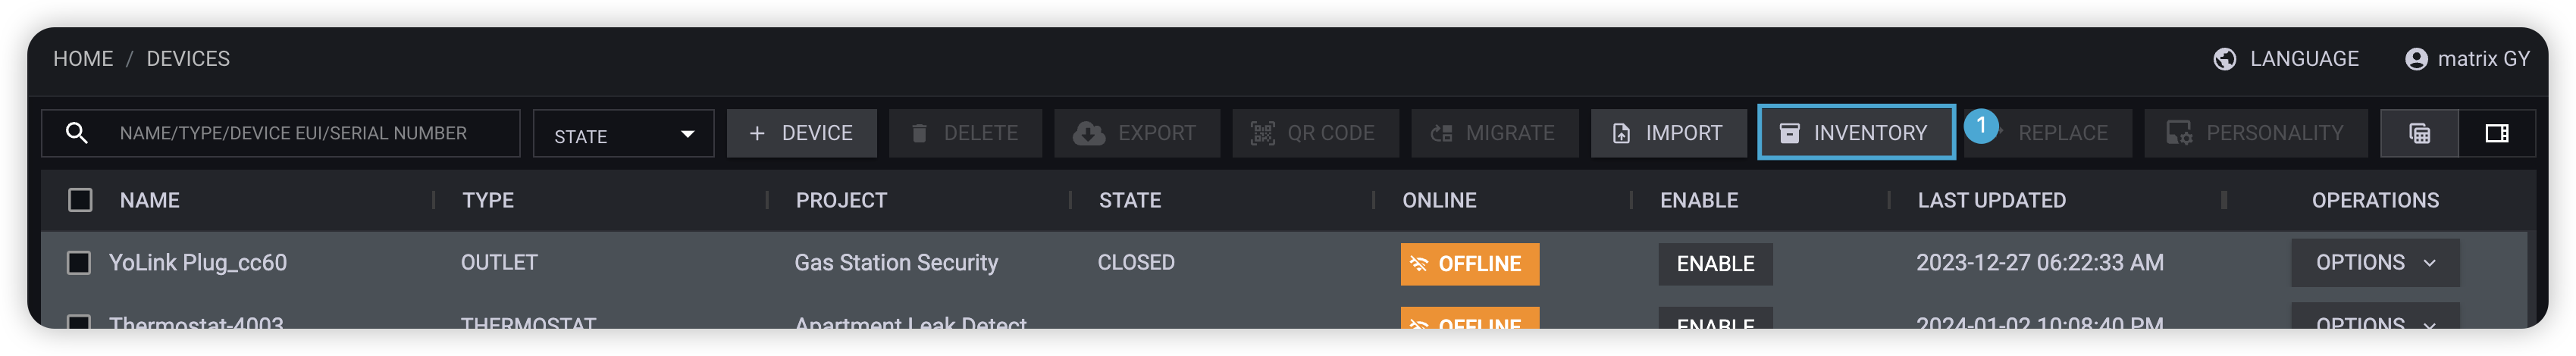 HOME / DEVICES
LANGUAGE
matrix GY
NAME/TYPE/DEVICE EUI/SERIAL NUMBER
STATE
+ DEVICE
DELETE
EXPORT
QR CODE
MIGRATE
IMPORT
INVENTORY
1
REPLACE
PERSONALITY
NAME TYPE PROJECT STATE ONLINE ENABLE LAST UPDATED OPERATIONS
YoLink Plug_cc60 OUTLET Gas Station Security CLOSED OFFLINE ENABLE 2023-12-27 06:22:33 AM OPTIONS
Thermostat-4003 THERMOSTAT Apartment Leak Detect OFFLINE ENABLE 2024-01-02 10:08:40 PM OPTIONS